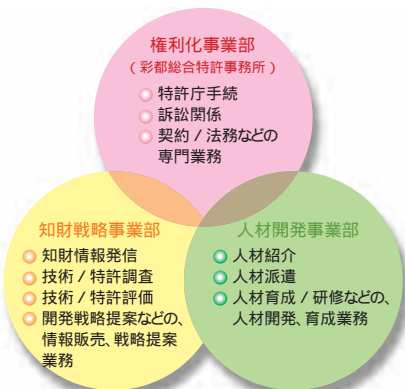 権利化事業部
（彩都総合特許事務所）
特許庁手続
訴訟関係
契約 / 法務などの
専門業務
知財戦略事業部
知財情報発信
技術 / 特許調査
技術 / 特許評価
開発戦略提案などの、
情報販売、戦略提案
業務
人材開発事業部
人材紹介
人材派遣
人材育成 / 研修などの、
人材開発、育成業務